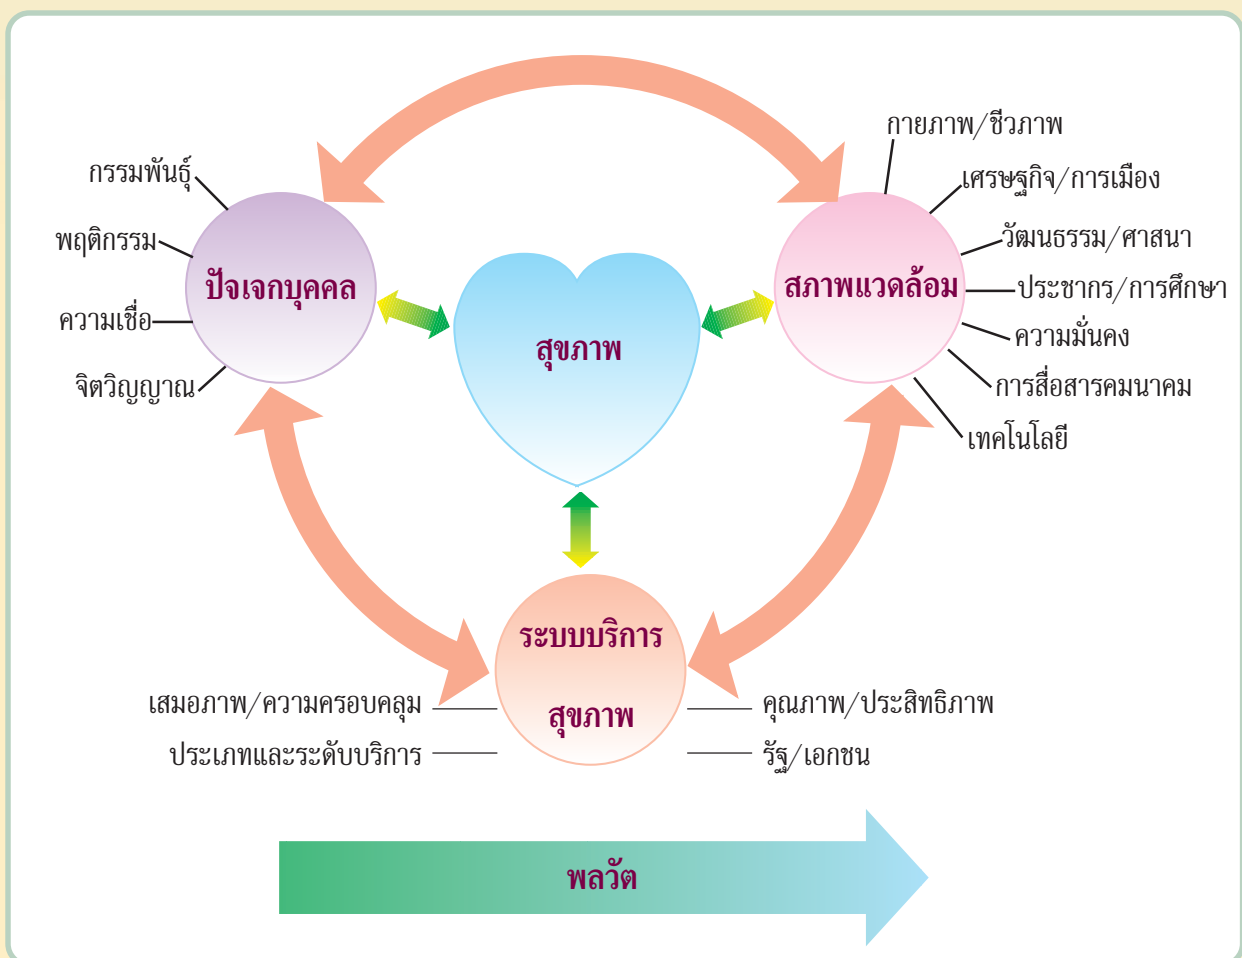 กรรมพันธุ์
พฤติกรรม
ความเชื่อ
จิตวิญญาณ
ปัจเจกบุคคล
สุขภาพ
สภาพแวดล้อม
กายภาพ/ชีวภาพ
เศรษฐกิจ/การเมือง
วัฒนธรรม/ศาสนา
ประชากร/การศึกษา
ความมั่นคง
การสื่อสารคมนาคม
เทคโนโลยี
ระบบบริการ
สุขภาพ
เสมอภาพ/ความครอบคลุม
ประเภทและระดับบริการ
คุณภาพ/ประสิทธิภาพ
รัฐ/เอกชน
พลวัต